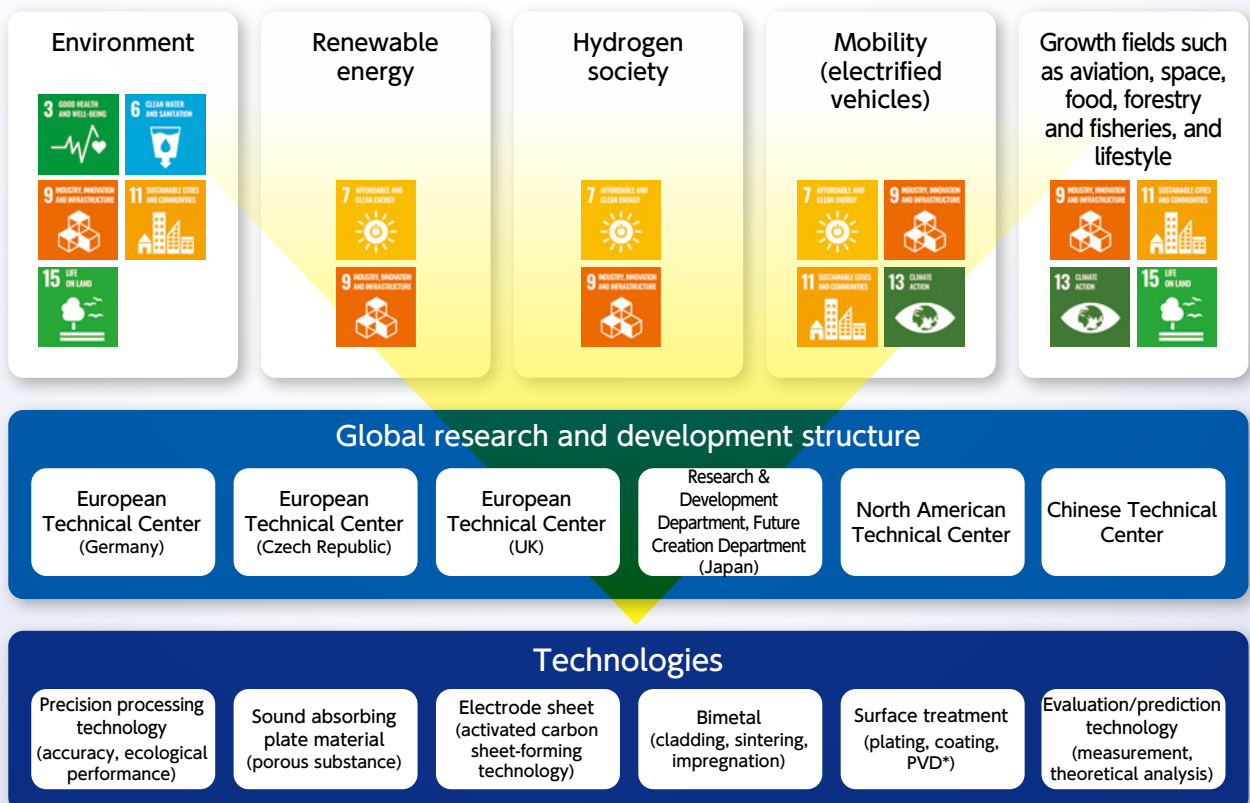 Environment
3 GOOD HEALTH
AND WELL-BEING
6 CLEAN WATER
AND SANITATION
9 INDUSTRY, INNOVATION
AND INFRASTRUCTURE
11 SUSTAINABLE CITIES
AND COMMUNITIES
15 LIFE
ON LAND
Renewable
energy
7 AFFORDABLE AND
CLEAN ENERGY
9 INDUSTRY, INNOVATION
AND INFRASTRUCTURE
Hydrogen
society
7 AFFORDABLE AND
CLEAN ENERGY
9 INDUSTRY, INNOVATION
AND INFRASTRUCTURE
Mobility
(electrified
vehicles)
7 AFFORDABLE AND
CLEAN ENERGY
9 INDUSTRY, INNOVATION
AND INFRASTRUCTURE
11 SUSTAINABLE CITIES
AND COMMUNITIES
13 CLIMATE
ACTION
Growth fields such
as aviation, space,
food, forestry
and fisheries, and
lifestyle
9 INDUSTRY, INNOVATION
AND INFRASTRUCTURE
11 SUSTAINABLE CITIES
AND COMMUNITIES
13 CLIMATE
ACTION
15 LIFE
ON LAND
Global research and development structure
European
Technical Center
(Germany)
European
Technical Center
(Czech Republic)
European
Technical Center
(UK)
Research &
Development
Department, Future
Creation Department
(Japan)
North American
Technical Center
Chinese Technical
Center
Technologies
Precision processing
technology
(accuracy, ecological
performance)
Sound absorbing
plate material
(porous substance)
Electrode sheet
(activated carbon
sheet-forming
technology)
Bimetal
(cladding, sintering,
impregnation)
Surface treatment
(plating, coating,
PVD*)
Evaluation/prediction
technology
(measurement,
theoretical analysis)